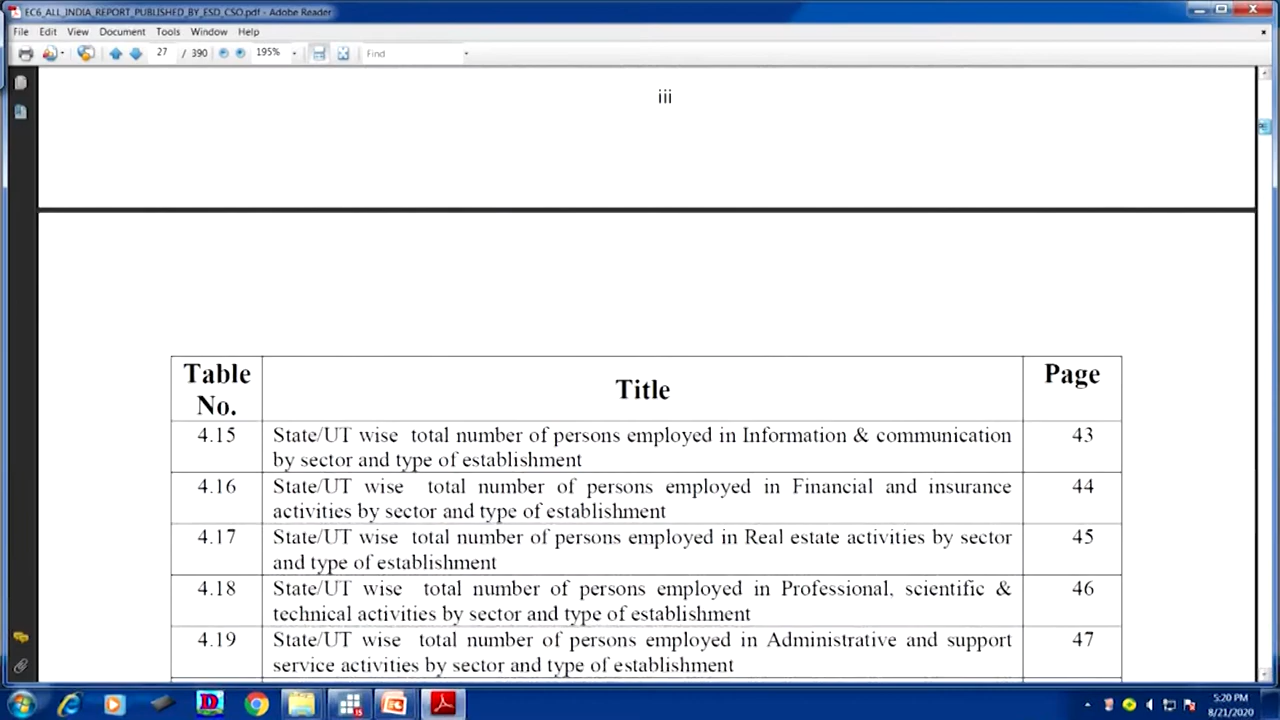 EC6_ALL_INDIA_REPORT_PUBLISHED_BY_ESD_CSO.pdf - Adobe Reader
File Edit View Document Tools Window Help
27 / 390 195% Find
iii
Table No. Title Page
4.15 State/UT wise total number of persons employed in Information & communication 43
by sector and type of establishment
4.16 State/UT wise total number of persons employed in Financial and insurance 44
activities by sector and type of establishment
4.17 State/UT wise total number of persons employed in Real estate activities by sector 45
and type of establishment
4.18 State/UT wise total number of persons employed in Professional, scientific & 46
technical activities by sector and type of establishment
4.19 State/UT wise total number of persons employed in Administrative and support 47
service activities by sector and type of establishment
5:20 PM
8/21/2020